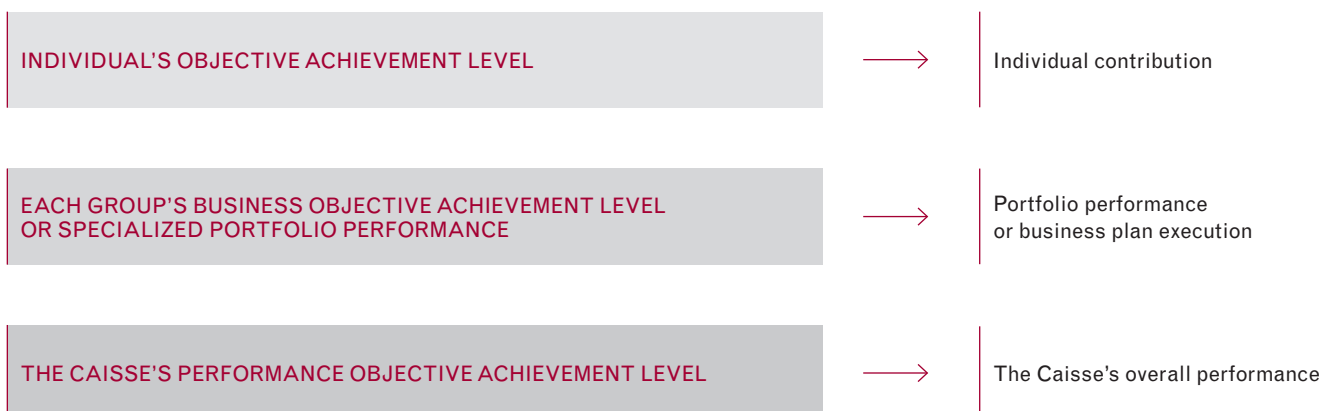 INDIVIDUAL'S OBJECTIVE ACHIEVEMENT LEVEL
Individual contribution
EACH GROUP'S BUSINESS OBJECTIVE ACHIEVEMENT LEVEL
OR SPECIALIZED PORTFOLIO PERFORMANCE
Portfolio performance
or business plan execution
THE CAISSE'S PERFORMANCE OBJECTIVE ACHIEVEMENT LEVEL
The Caisse's overall performance